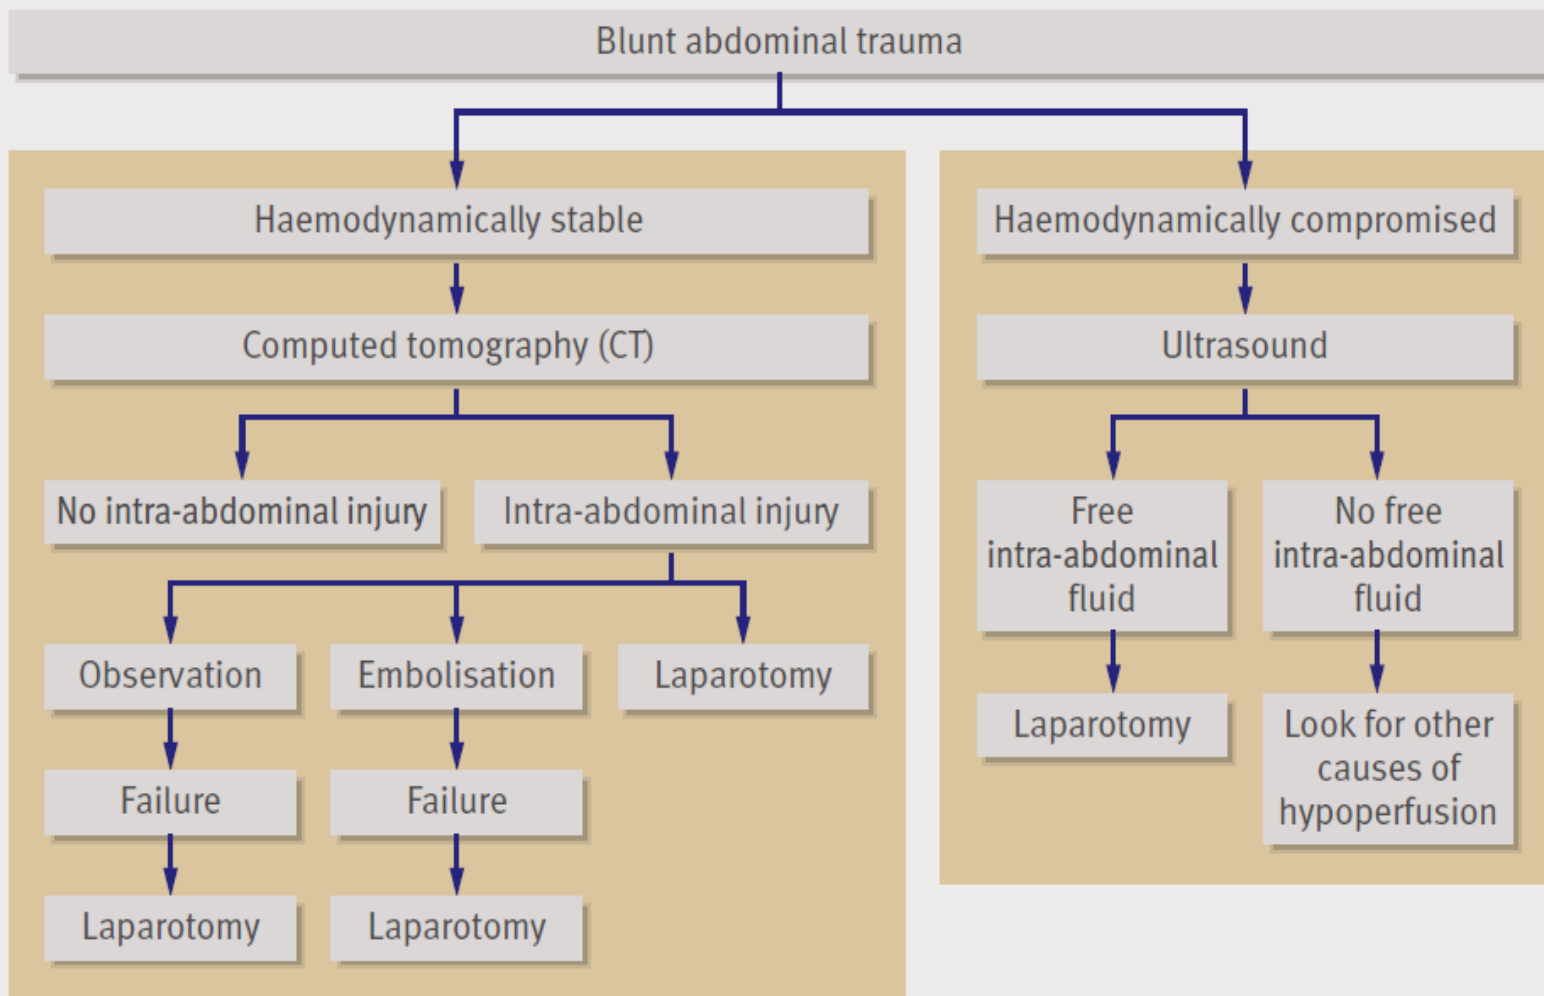 Blunt abdominal trauma
Haemodynamically stable
Haemodynamically compromised
Computed tomography (CT)
Ultrasound
No intra-abdominal injury
Intra-abdominal injury
Free
intra-abdominal
fluid
No free
intra-abdominal
fluid
Observation
Embolisation
Laparotomy
Laparotomy
Look for other
causes of
hypoperfusion
Failure
Failure
Laparotomy
Laparotomy